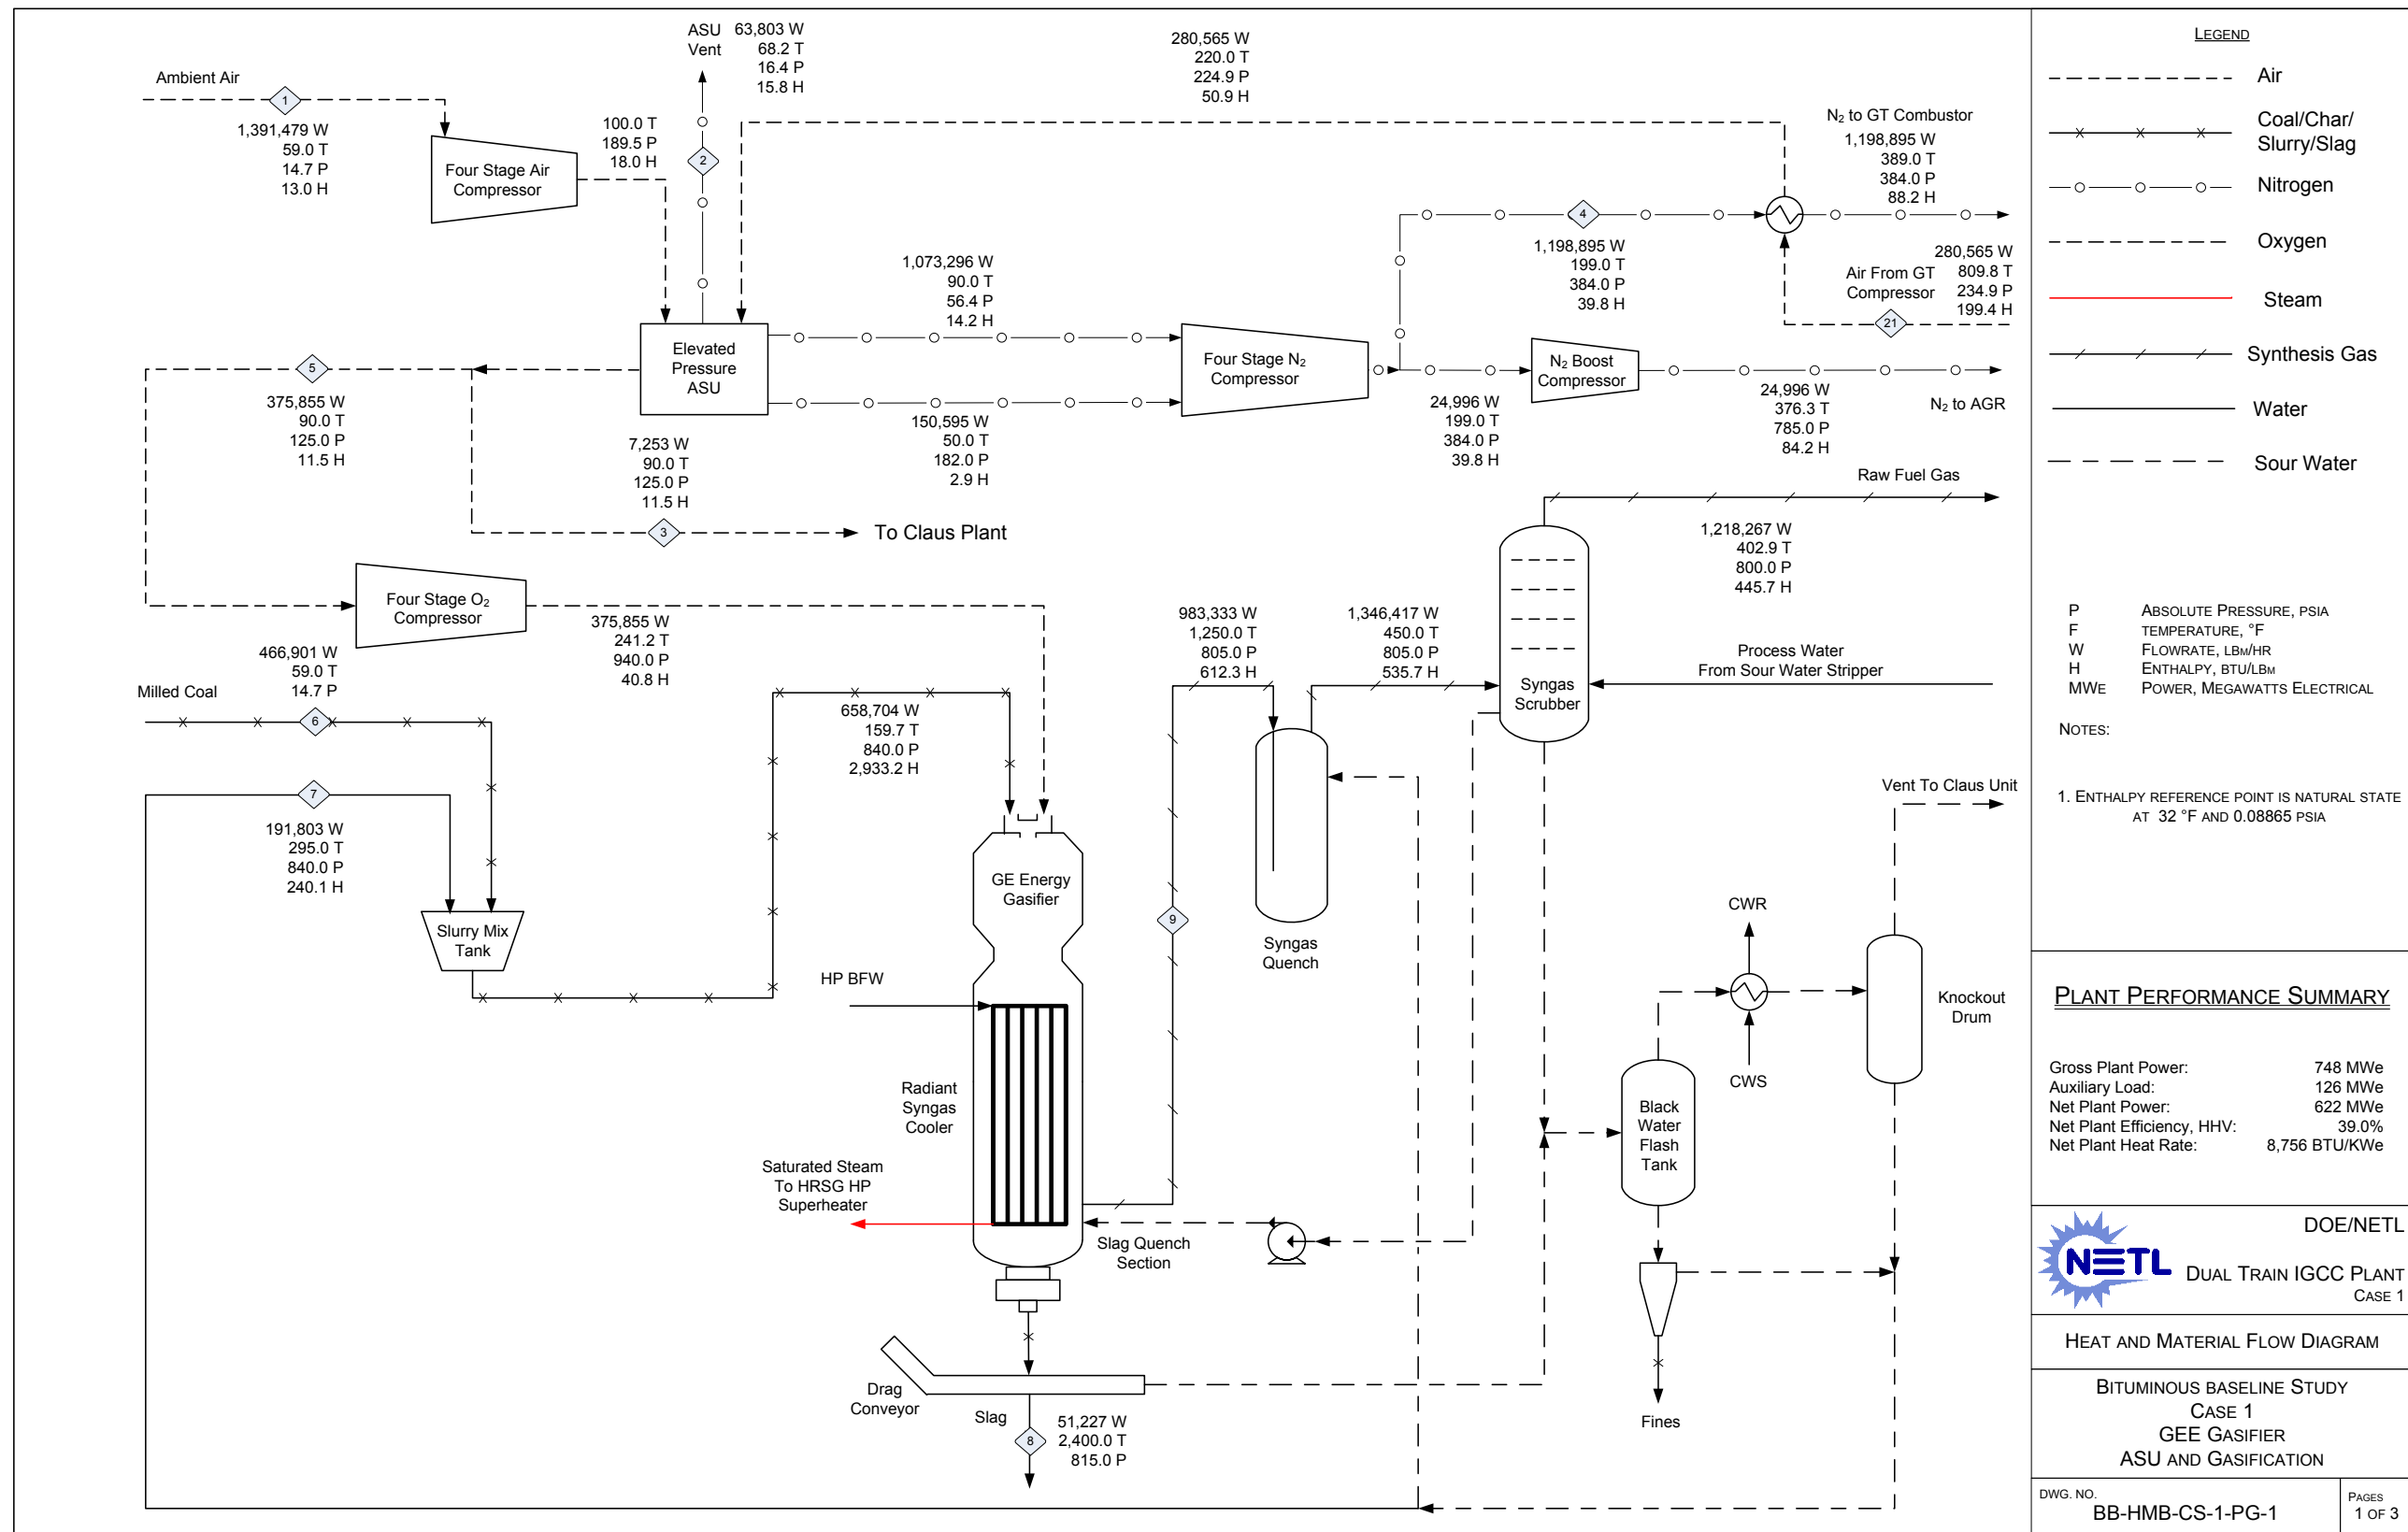 Ambient Air
1
1,391,479 W
59.0 T
14.7 P
13.0 H
Four Stage Air
Compressor
100.0 T
189.5 P
18.0 H
ASU
Vent
63,803 W
68.2 T
16.4 P
15.8 H
2
280,565 W
220.0 T
224.9 P
50.9 H
N2 to GT Combustor
1,198,895 W
389.0 T
384.0 P
88.2 H
4
1,198,895 W
199.0 T
384.0 P
39.8 H
Air From GT
Compressor
280,565 W
809.8 T
234.9 P
199.4 H
21
1,073,296 W
90.0 T
56.4 P
14.2 H
Elevated
Pressure
ASU
Four Stage N2
Compressor
N2 Boost
Compressor
150,595 W
50.0 T
182.0 P
2.9 H
24,996 W
199.0 T
384.0 P
39.8 H
24,996 W
376.3 T
785.0 P
84.2 H
N2 to AGR
5
375,855 W
90.0 T
125.0 P
11.5 H
7,253 W
90.0 T
125.0 P
11.5 H
3
To Claus Plant
Four Stage O2
Compressor
375,855 W
241.2 T
940.0 P
40.8 H
466,901 W
59.0 T
14.7 P
Milled Coal
6
7
191,803 W
295.0 T
840.0 P
240.1 H
Slurry Mix
Tank
658,704 W
159.7 T
840.0 P
2,933.2 H
GE Energy
Gasifier
HP BFW
Radiant
Syngas
Cooler
Saturated Steam
To HRSG HP
Superheater
Slag Quench
Section
Drag
Conveyor
Slag
8
51,227 W
2,400.0 T
815.0 P
983,333 W
1,250.0 T
805.0 P
612.3 H
9
Syngas
Quench
1,346,417 W
450.0 T
805.0 P
535.7 H
Syngas
Scrubber
Raw Fuel Gas
1,218,267 W
402.9 T
800.0 P
445.7 H
Process Water
From Sour Water Stripper
Vent To Claus Unit
CWR
CWS
Knockout
Drum
Black
Water
Flash
Tank
Fines
LEGEND
Air
Coal/Char/
Slurry/Slag
Nitrogen
Oxygen
Steam
Synthesis Gas
Water
Sour Water
P ABSOLUTE PRESSURE, PSIA
F TEMPERATURE, °F
W FLOWRATE, LBM/HR
H ENTHALPY, BTU/LBM
MWE POWER, MEGAWATTS ELECTRICAL
NOTES:
1. ENTHALPY REFERENCE POINT IS NATURAL STATE
AT 32 °F AND 0.08865 PSIA
PLANT PERFORMANCE SUMMARY
Gross Plant Power: 748 MWe
Auxiliary Load: 126 MWe
Net Plant Power: 622 MWe
Net Plant Efficiency, HHV: 39.0%
Net Plant Heat Rate: 8,756 BTU/KWe
NETL
DOE/NETL
DUAL TRAIN IGCC PLANT
CASE 1
HEAT AND MATERIAL FLOW DIAGRAM
BITUMINOUS BASELINE STUDY
CASE 1
GEE GASIFIER
ASU AND GASIFICATION
DWG. NO.
BB-HMB-CS-1-PG-1
PAGES
1 OF 3